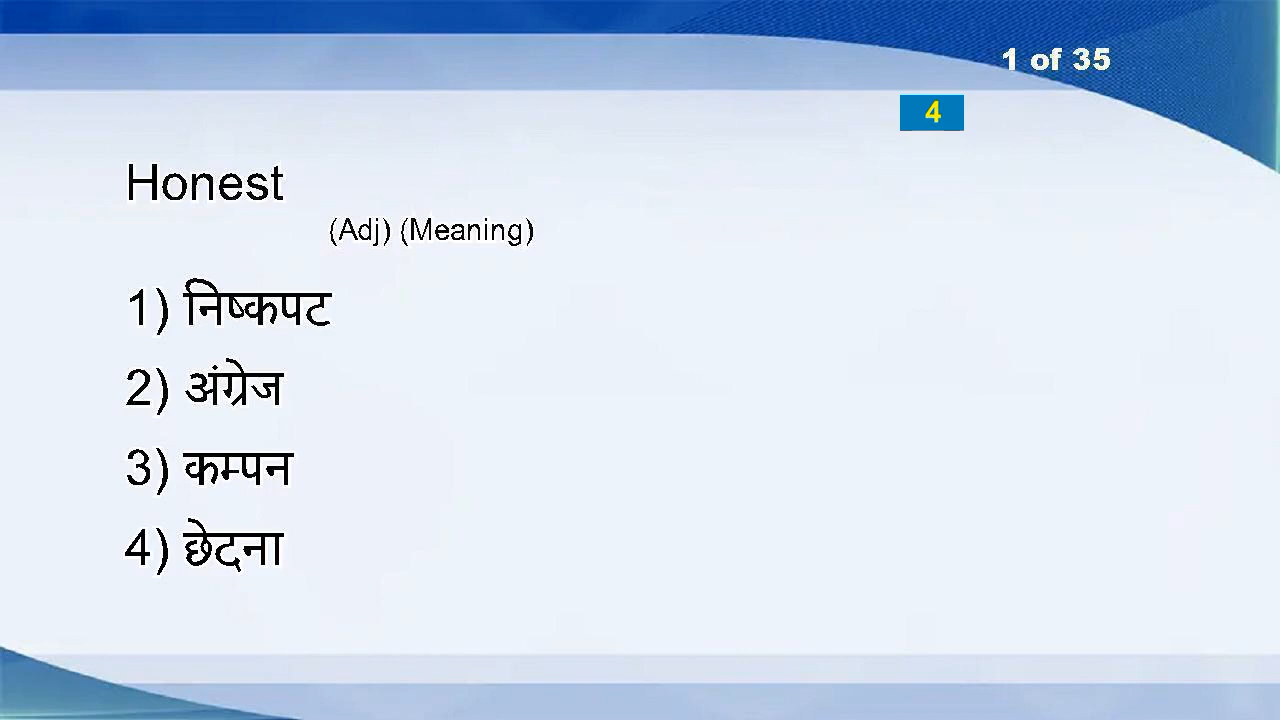 1 of 35
4
Honest
(Adj) (Meaning)
1) निष्कपट
2) अंग्रेज
3) कम्पन
4) छेदना